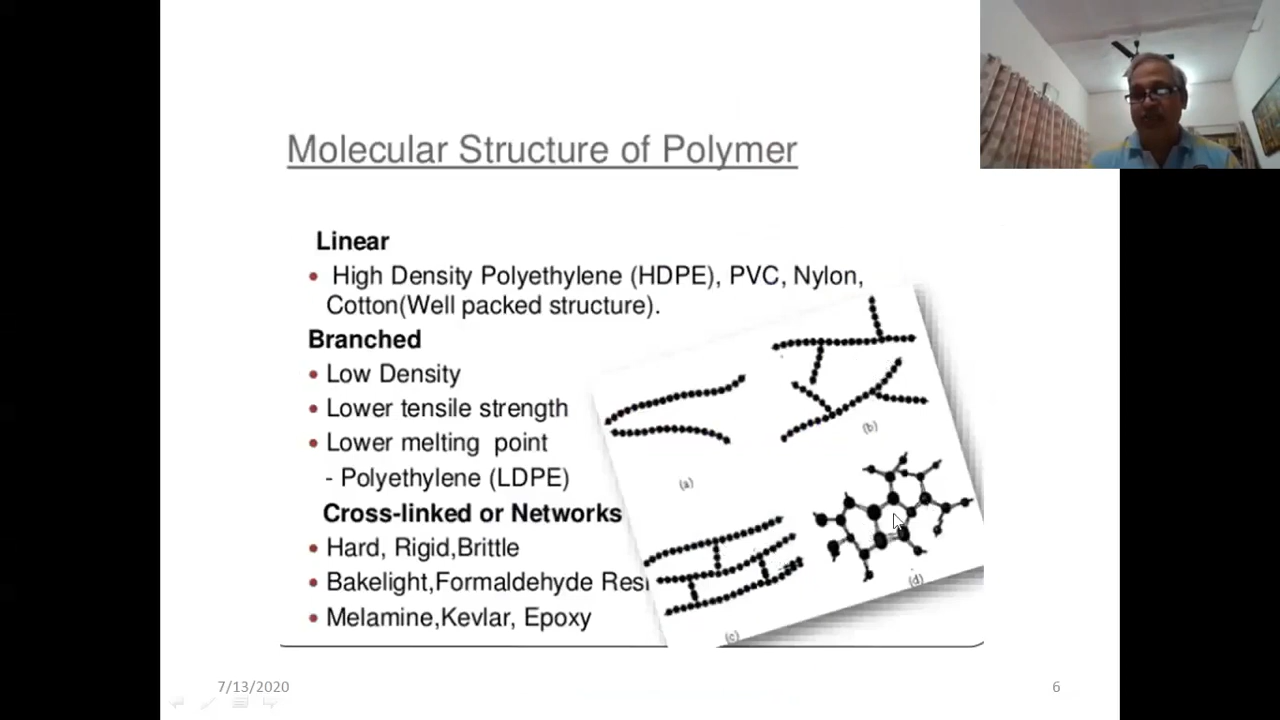 Molecular Structure of Polymer
Linear
• High Density Polyethylene (HDPE), PVC, Nylon,
Cotton(Well packed structure).
Branched
• Low Density
• Lower tensile strength
• Lower melting point
- Polyethylene (LDPE)
Cross-linked or Networks
• Hard, Rigid,Brittle
• Bakelight,Formaldehyde Resi
• Melamine,Kevlar, Epoxy
(a)
(b)
(c)
(d)
7/13/2020
6